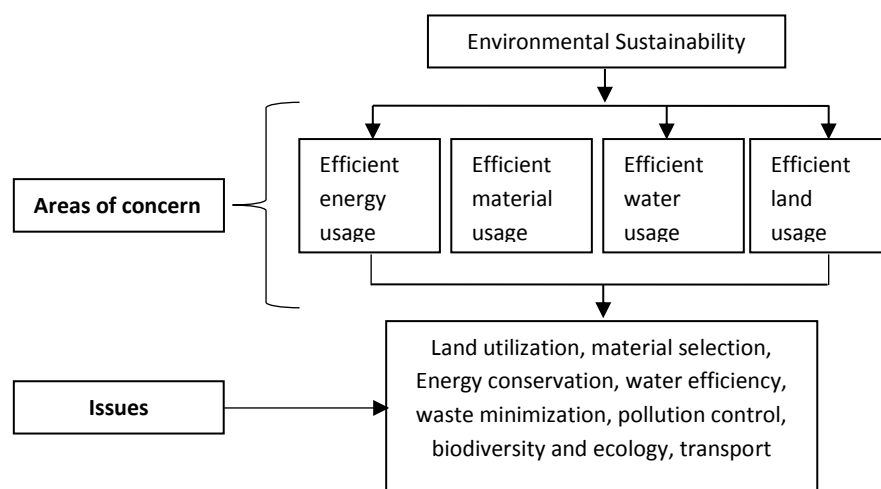 Environmental Sustainability
Efficient
energy
usage
Efficient
material
usage
Efficient
water
usage
Efficient
land
usage
Areas of concern
Land utilization, material selection,
Energy conservation, water efficiency,
waste minimization, pollution control,
biodiversity and ecology, transport
Issues